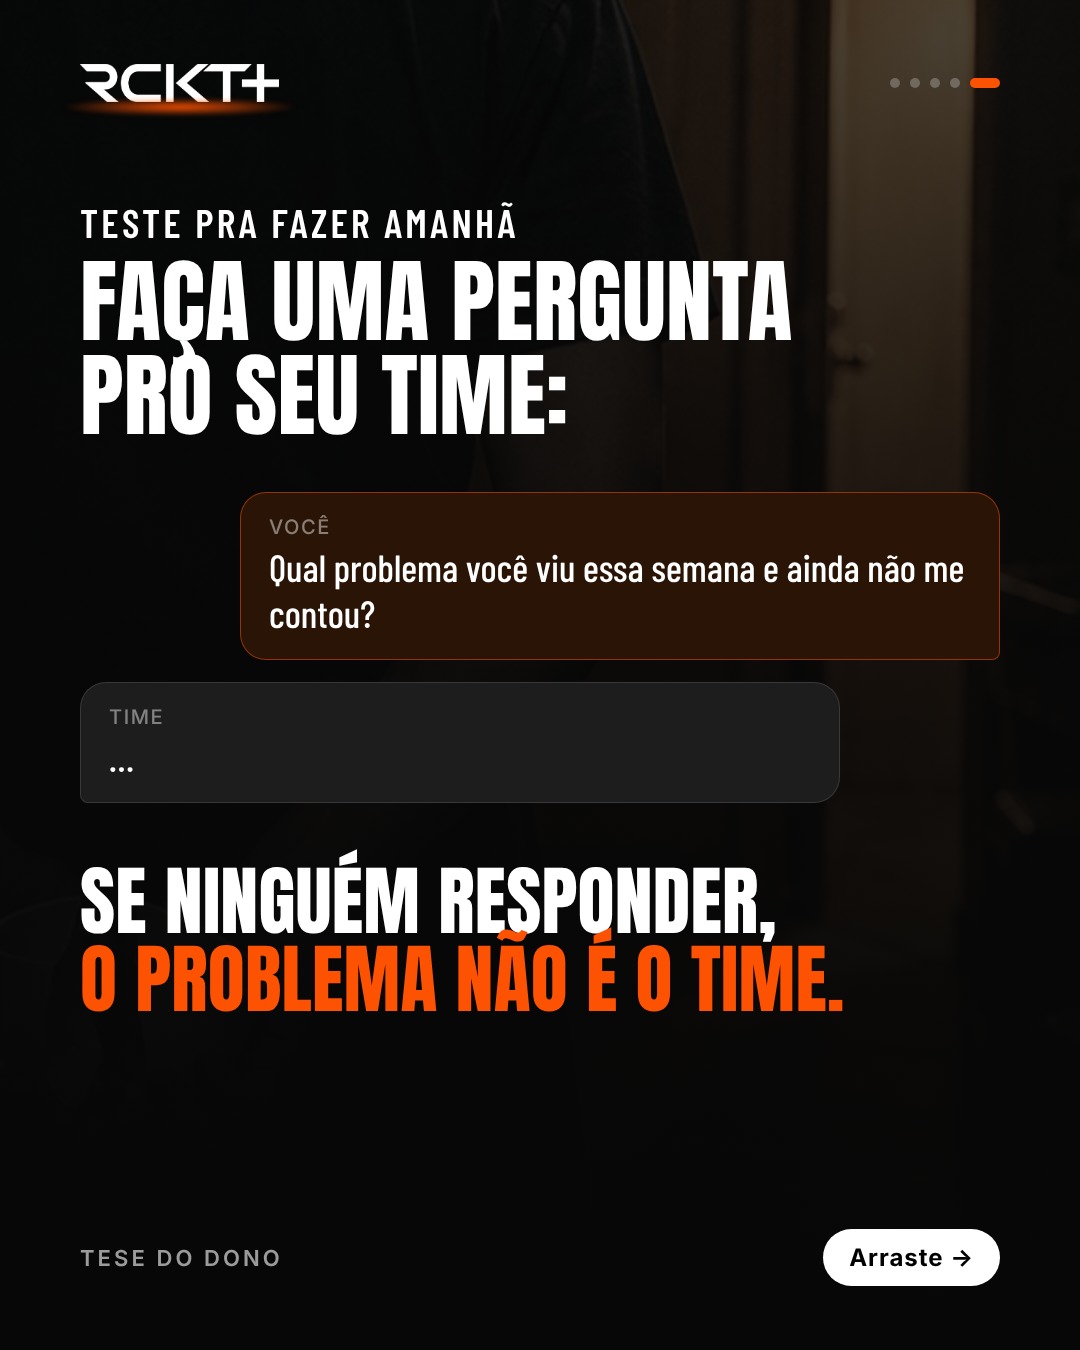 RCKT+
TESTE PRA FAZER AMANHÃ
FAÇA UMA PERGUNTA
PRO SEU TIME:
VOCÊ
Qual problema você viu essa semana e ainda não me
contou?
TIME
...
SE NINGUÉM RESPONDER,
O PROBLEMA NÃO É O TIME.
TESE DO DONO
Arraste →